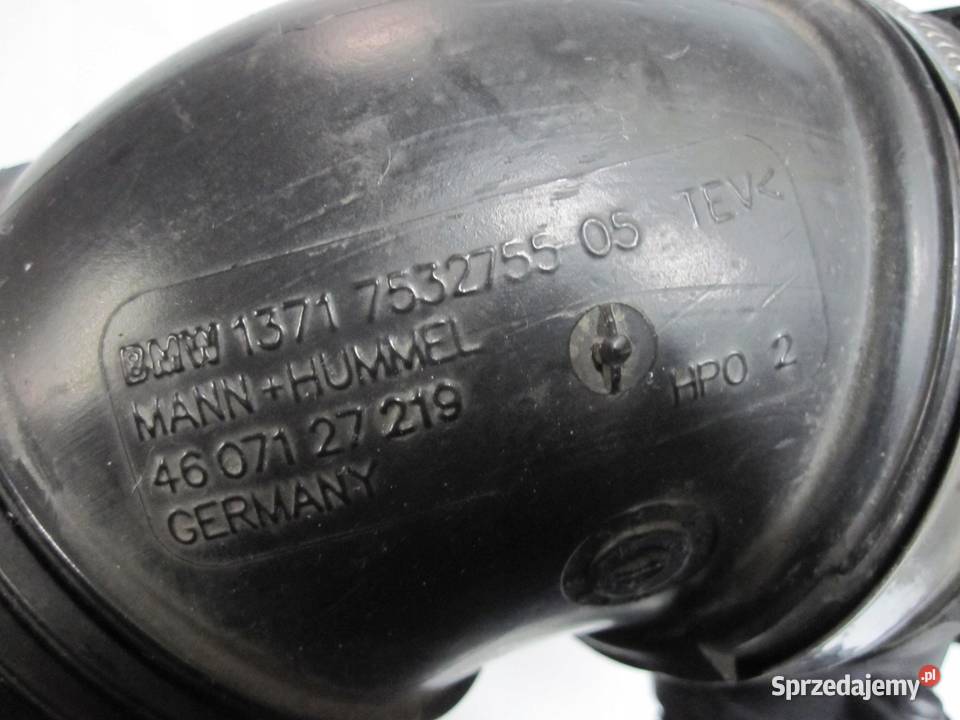 BMW 1371 7532755 05 TEV<
MANN+HUMMEL
46 071 27 219
GERMANY
HPO 2
Sprzedajemy.pl